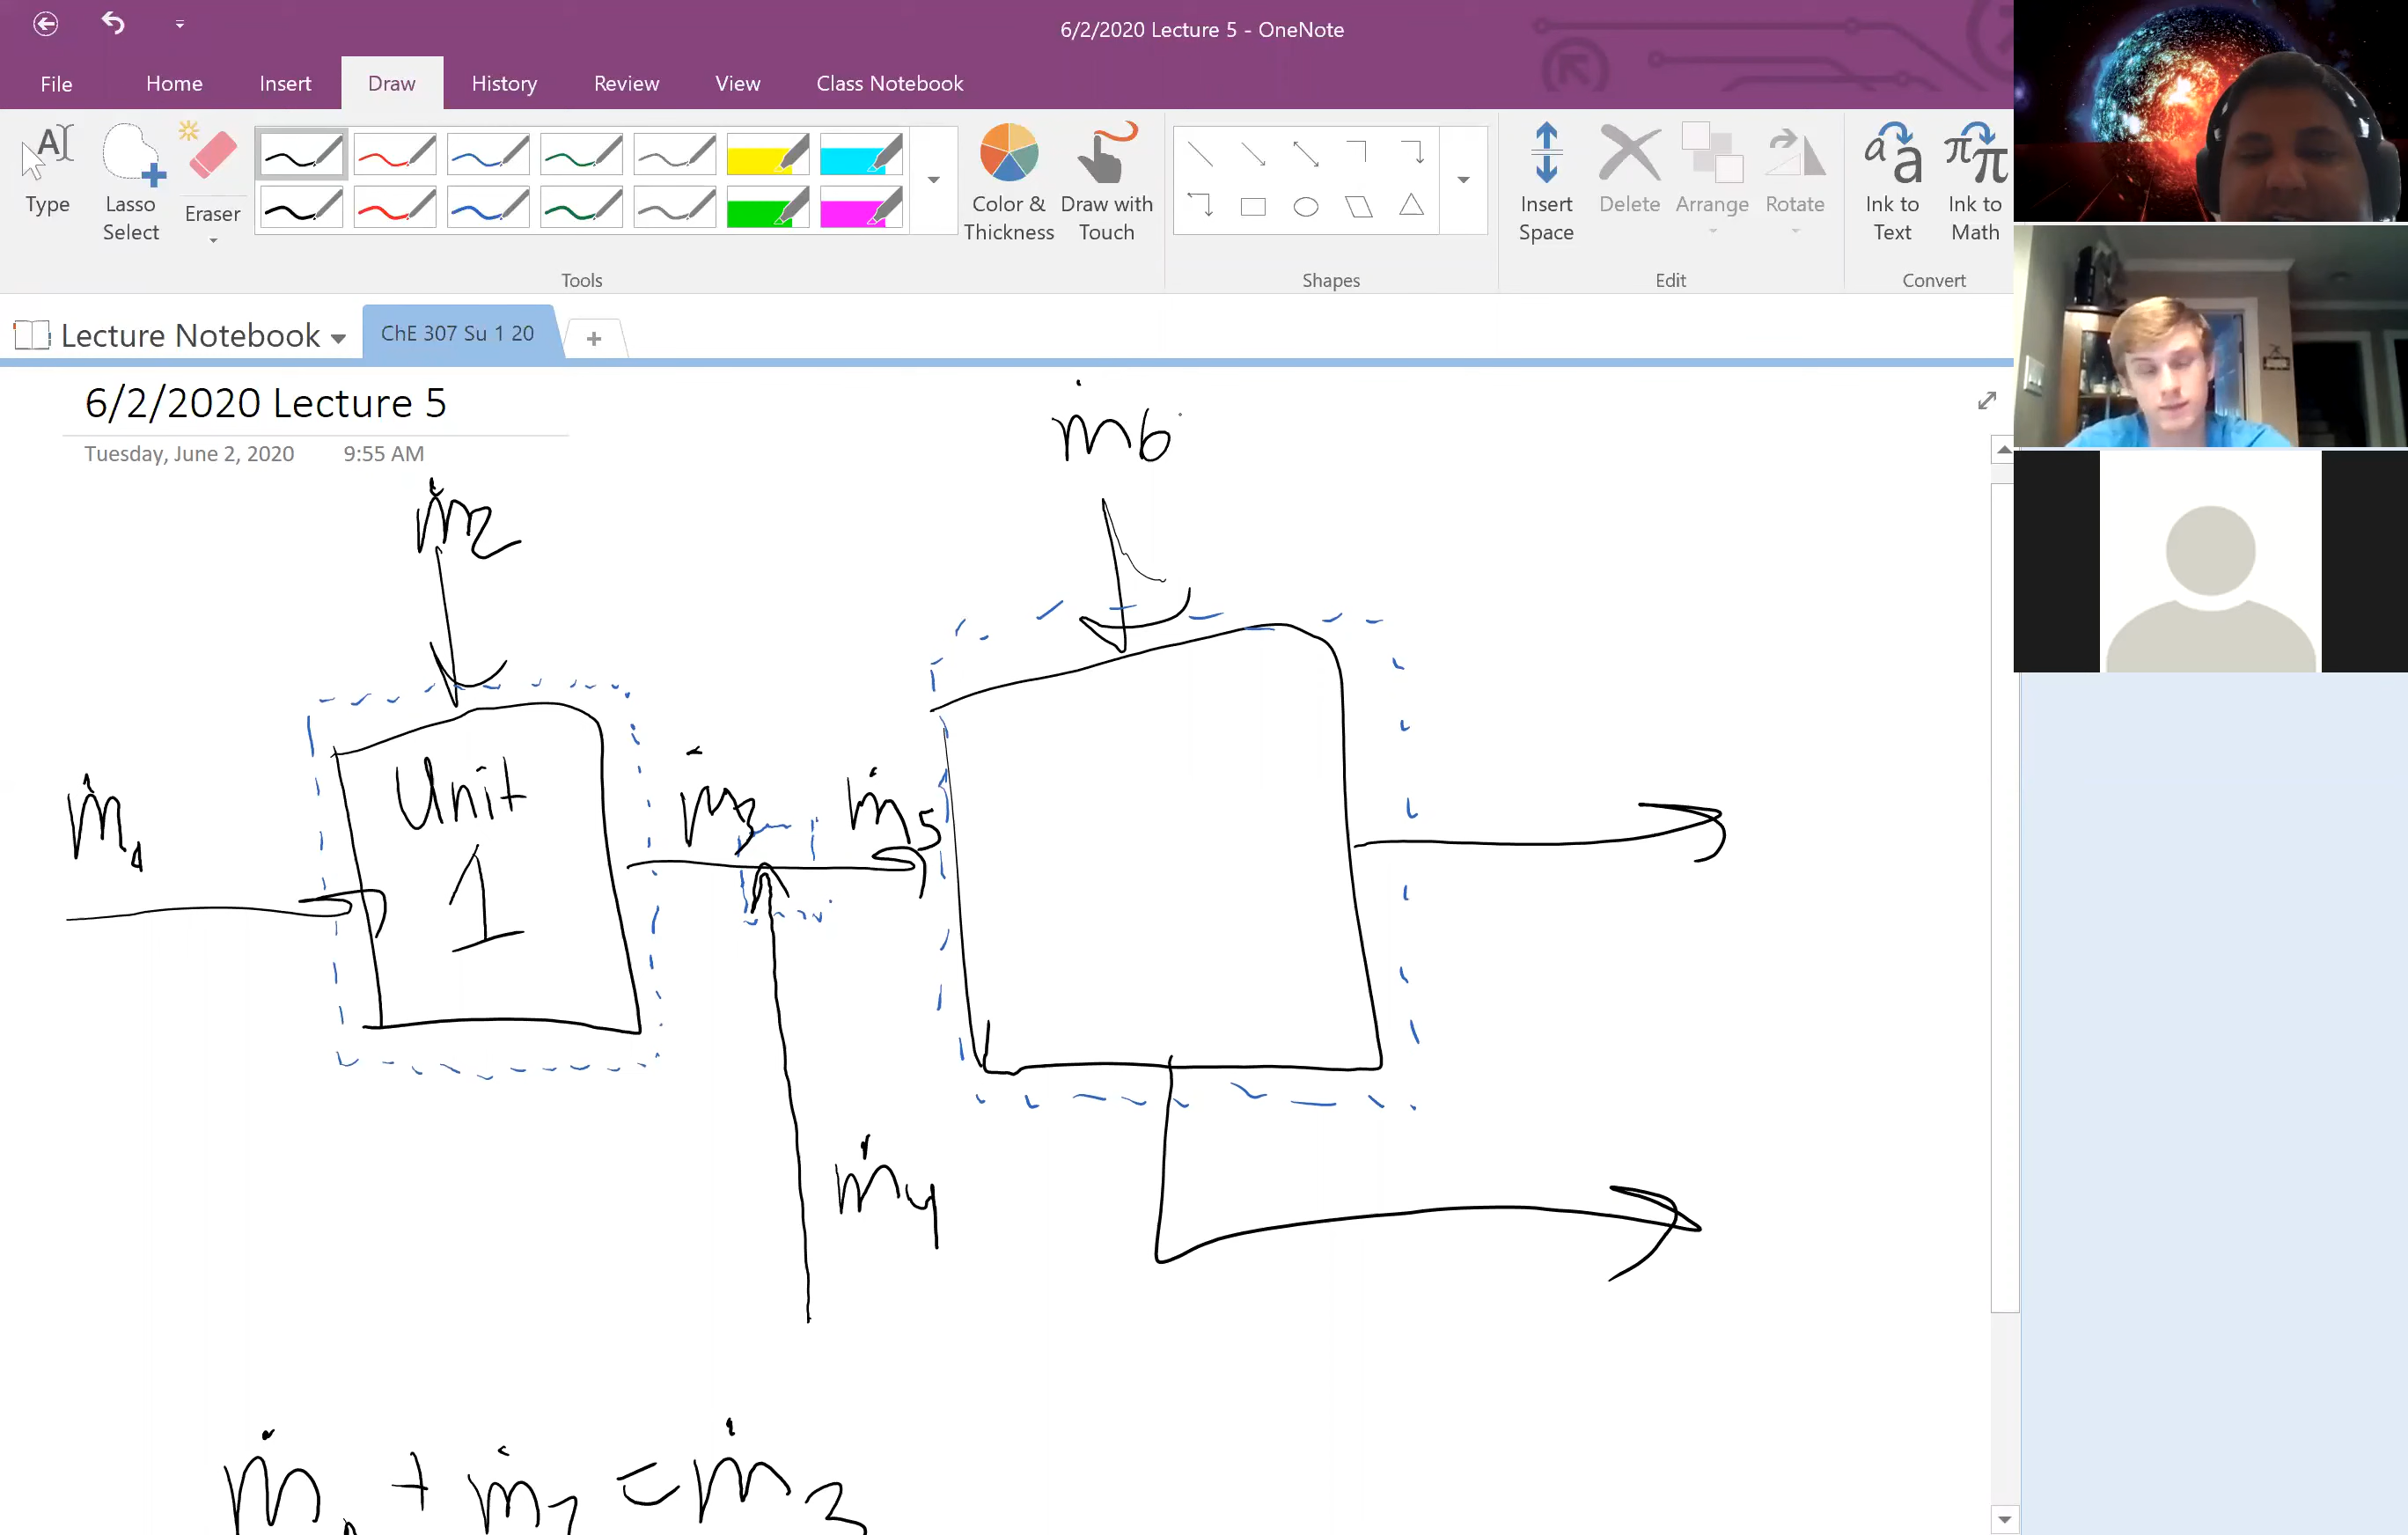 6/2/2020 Lecture 5 - OneNote
File Home Insert Draw History Review View Class Notebook
Type
Lasso Select
Eraser
Color & Thickness
Draw with Touch
Insert Space
Delete
Arrange
Rotate
Ink to Text
Ink to Math
Tools Shapes Edit Convert
Lecture Notebook ChE 307 Su 1 20 +
6/2/2020 Lecture 5
Tuesday, June 2, 2020 9:55 AM
ṁ6
ṁ2
Unit
1
ṁ1
ṁ3
ṁ5
ṁ4
ṁ1 + ṁ2 = ṁ3